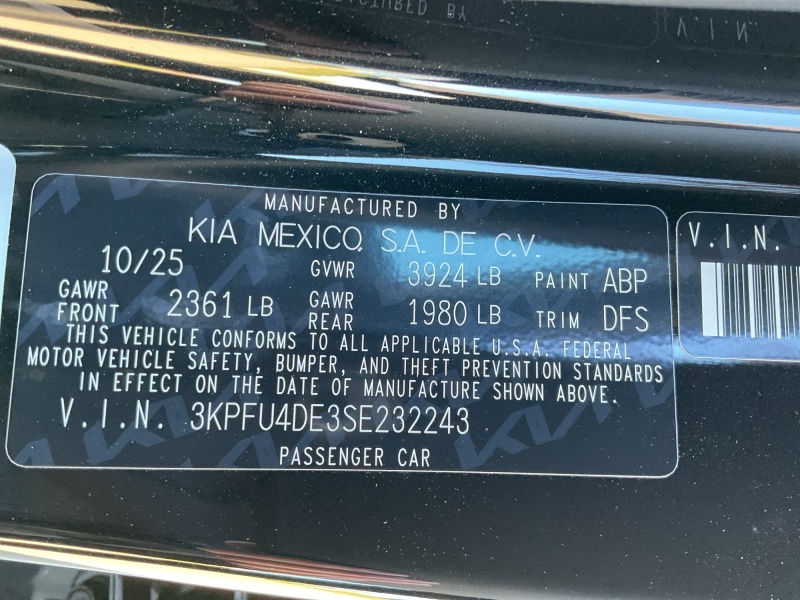 MANUFACTURED BY
KIA MEXICO, S.A. DE C.V.
10/25 GVWR 3924 LB PAINT ABP
GAWR FRONT 2361 LB GAWR REAR 1980 LB TRIM DFS
THIS VEHICLE CONFORMS TO ALL APPLICABLE U.S.A. FEDERAL
MOTOR VEHICLE SAFETY, BUMPER, AND THEFT PREVENTION STANDARDS
IN EFFECT ON THE DATE OF MANUFACTURE SHOWN ABOVE.
V.I.N. 3KPFU4DE3SE232243
PASSENGER CAR
V.I.N.